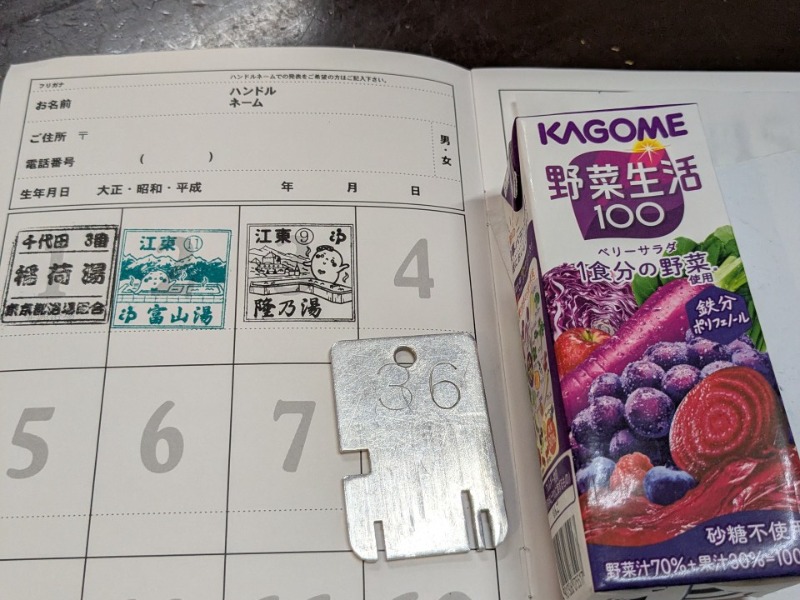 フリガナ
ハンドルネームでの発表をご希望の方はご記入下さい。
お名前
ハンドル
ネーム
ご住所 〒
電話番号 ( )
男・女
生年月日 大正・昭和・平成 年 月 日
千代田 3番
稲荷湯
東京都浴場組合
江東⑪
富山湯
江東⑨
隆乃湯
4
5
6
7
36
KAGOME
野菜生活
100
ベリーサラダ
1食分の野菜使用
鉄分
ポリフェノール
砂糖不使用
野菜汁70%+果汁30%=100